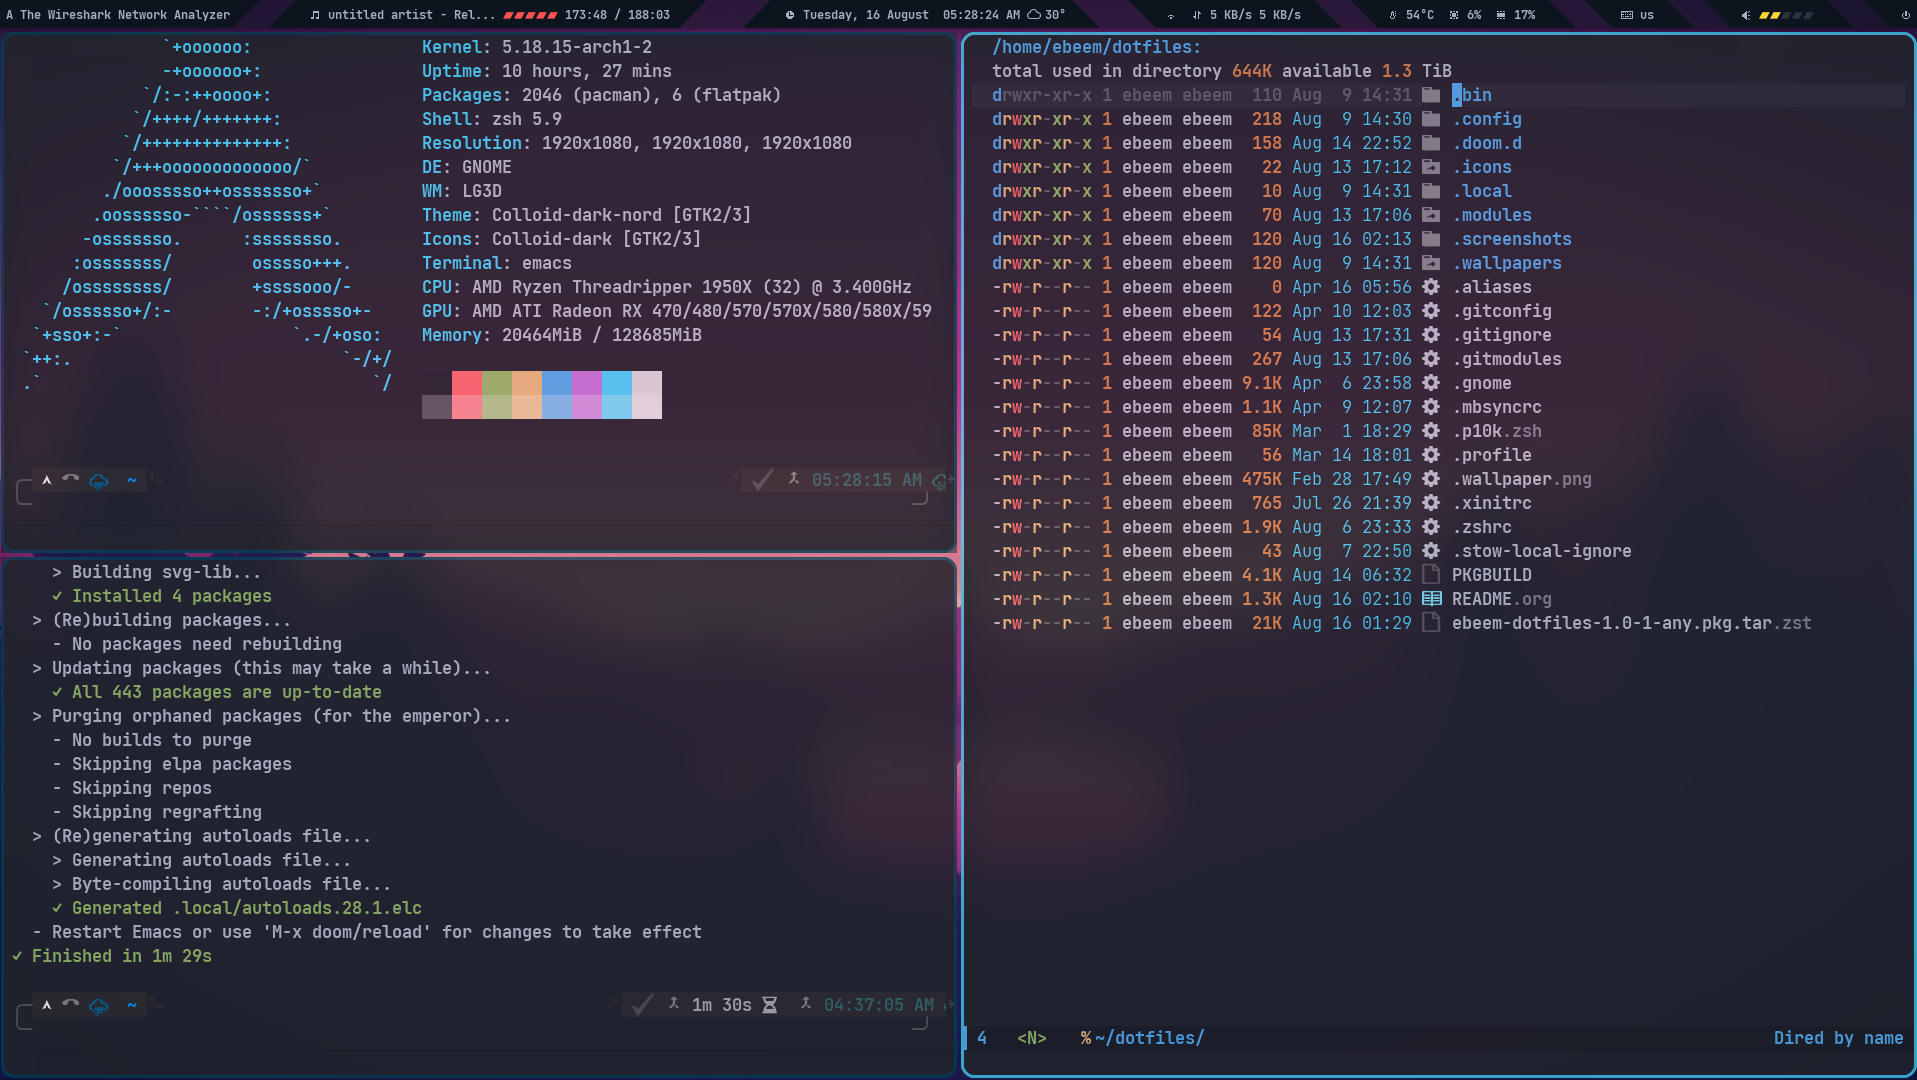 A The Wireshark Network Analyzer
untitled artist - Rel... 173:48 / 188:03
Tuesday, 16 August 05:28:24 AM 30°
5 KB/s 5 KB/s
54°C 6% 17%
us
`+oooooo: Kernel: 5.18.15-arch1-2
-+oooooo+: Uptime: 10 hours, 27 mins
`/:-:++oooo+: Packages: 2046 (pacman), 6 (flatpak)
`/++++/+++++++: Shell: zsh 5.9
`/++++++++++++++: Resolution: 1920x1080, 1920x1080, 1920x1080
`/+++ooooooooooooo/` DE: GNOME
./ooosssso++osssssso+` WM: LG3D
.oossssso-````/ossssss+` Theme: Colloid-dark-nord [GTK2/3]
-osssssso. :ssssssso. Icons: Colloid-dark [GTK2/3]
:osssssss/ osssso+++. Terminal: emacs
/ossssssss/ +ssssooo/- CPU: AMD Ryzen Threadripper 1950X (32) @ 3.400GHz
`/ossssso+/:- -:/+osssso+- GPU: AMD ATI Radeon RX 470/480/570/570X/580/580X/59
`+sso+:-` `.-/+oso: Memory: 20464MiB / 128685MiB
`++:. `-/+/
.` `/
~ 05:28:15 AM
> Building svg-lib...
✓ Installed 4 packages
> (Re)building packages...
- No packages need rebuilding
> Updating packages (this may take a while)...
✓ All 443 packages are up-to-date
> Purging orphaned packages (for the emperor)...
- No builds to purge
- Skipping elpa packages
- Skipping repos
- Skipping regrafting
> (Re)generating autoloads file...
> Generating autoloads file...
> Byte-compiling autoloads file...
✓ Generated .local/autoloads.28.1.elc
- Restart Emacs or use 'M-x doom/reload' for changes to take effect
✓ Finished in 1m 29s
~ 1m 30s 04:37:05 AM
/home/ebeem/dotfiles:
total used in directory 644K available 1.3 TiB
drwxr-xr-x 1 ebeem ebeem 110 Aug 9 14:31 .bin
drwxr-xr-x 1 ebeem ebeem 218 Aug 9 14:30 .config
drwxr-xr-x 1 ebeem ebeem 158 Aug 14 22:52 .doom.d
drwxr-xr-x 1 ebeem ebeem 22 Aug 13 17:12 .icons
drwxr-xr-x 1 ebeem ebeem 10 Aug 9 14:31 .local
drwxr-xr-x 1 ebeem ebeem 70 Aug 13 17:06 .modules
drwxr-xr-x 1 ebeem ebeem 120 Aug 16 02:13 .screenshots
drwxr-xr-x 1 ebeem ebeem 120 Aug 9 14:31 .wallpapers
-rw-r--r-- 1 ebeem ebeem 0 Apr 16 05:56 .aliases
-rw-r--r-- 1 ebeem ebeem 122 Apr 10 12:03 .gitconfig
-rw-r--r-- 1 ebeem ebeem 54 Aug 13 17:31 .gitignore
-rw-r--r-- 1 ebeem ebeem 267 Aug 13 17:06 .gitmodules
-rw-r--r-- 1 ebeem ebeem 9.1K Apr 6 23:58 .gnome
-rw-r--r-- 1 ebeem ebeem 1.1K Apr 9 12:07 .mbsyncrc
-rw-r--r-- 1 ebeem ebeem 85K Mar 1 18:29 .p10k.zsh
-rw-r--r-- 1 ebeem ebeem 56 Mar 14 18:01 .profile
-rw-r--r-- 1 ebeem ebeem 475K Feb 28 17:49 .wallpaper.png
-rw-r--r-- 1 ebeem ebeem 765 Jul 26 21:39 .xinitrc
-rw-r--r-- 1 ebeem ebeem 1.9K Aug 6 23:33 .zshrc
-rw-r--r-- 1 ebeem ebeem 43 Aug 7 22:50 .stow-local-ignore
-rw-r--r-- 1 ebeem ebeem 4.1K Aug 14 06:32 PKGBUILD
-rw-r--r-- 1 ebeem ebeem 1.3K Aug 16 02:10 README.org
-rw-r--r-- 1 ebeem ebeem 21K Aug 16 01:29 ebeem-dotfiles-1.0-1-any.pkg.tar.zst
4 <N> %~/dotfiles/ Dired by name